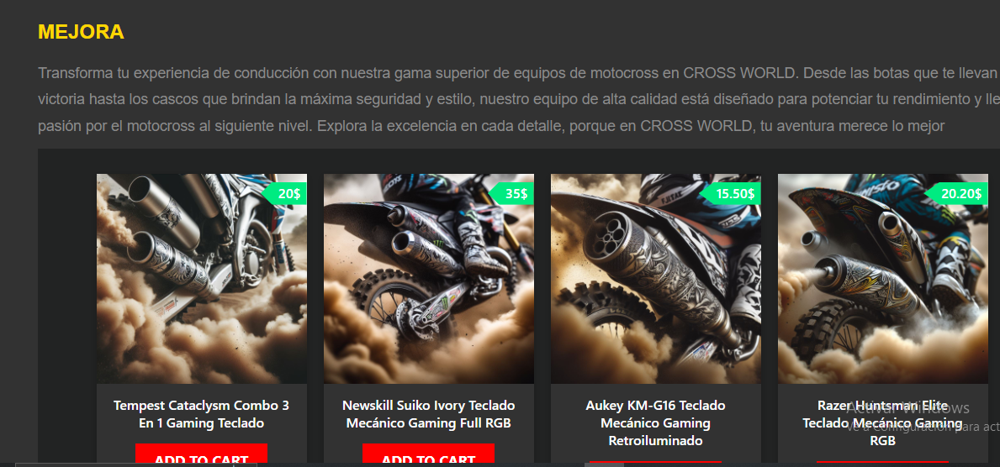 MEJORA
Transforma tu experiencia de conducción con nuestra gama superior de equipos de motocross en CROSS WORLD. Desde las botas que te llevan
victoria hasta los cascos que brindan la máxima seguridad y estilo, nuestro equipo de alta calidad está diseñado para potenciar tu rendimiento y lle
pasión por el motocross al siguiente nivel. Explora la excelencia en cada detalle, porque en CROSS WORLD, tu aventura merece lo mejor
20$
35$
15.50$
20.20$
Tempest Cataclysm Combo 3
En 1 Gaming Teclado
ADD TO CART
Newskill Suiko Ivory Teclado
Mecánico Gaming Full RGB
ADD TO CART
Aukey KM-G16 Teclado
Mecánico Gaming
Retroiluminado
Razer Huntsman Elite
Teclado Mecánico Gaming
RGB
Activar Windows
Ve a Configuración para act